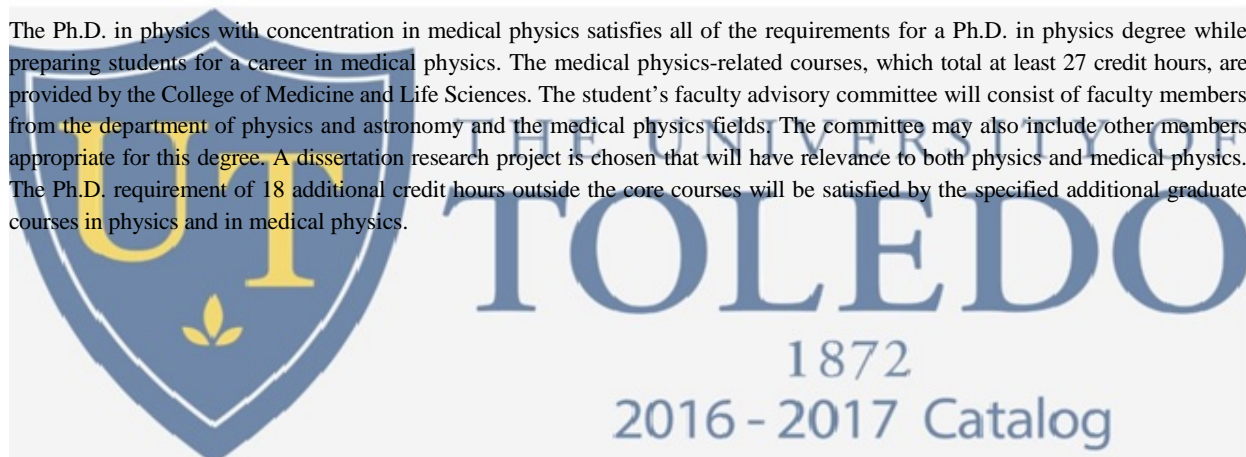 The Ph.D. in physics with concentration in medical physics satisfies all of the requirements for a Ph.D. in physics degree while
preparing students for a career in medical physics. The medical physics-related courses, which total at least 27 credit hours, are
provided by the College of Medicine and Life Sciences. The student’s faculty advisory committee will consist of faculty members
from the department of physics and astronomy and the medical physics fields. The committee may also include other members
appropriate for this degree. A dissertation research project is chosen that will have relevance to both physics and medical physics.
The Ph.D. requirement of 18 additional credit hours outside the core courses will be satisfied by the specified additional graduate
courses in physics and in medical physics.
UT
THE UNIVERSITY OF
TOLEDO
1872
2016 - 2017 Catalog